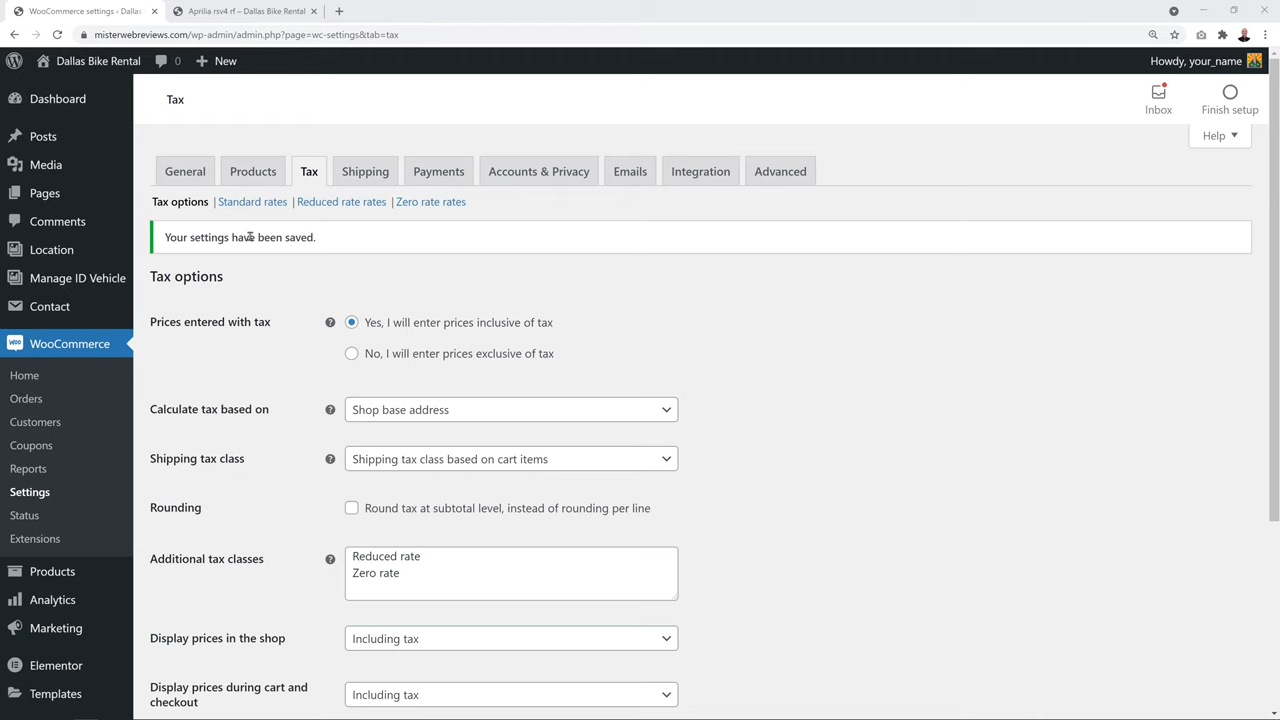 WooCommerce settings ‹ Dallas
Aprilia rsv4 rf – Dallas Bike Rental
misterwebreviews.com/wp-admin/admin.php?page=wc-settings&tab=tax
Dallas Bike Rental
0
New
Howdy, your_name
Dashboard
Posts
Media
Pages
Comments
Location
Manage ID Vehicle
Contact
WooCommerce
Home
Orders
Customers
Coupons
Reports
Settings
Status
Extensions
Products
Analytics
Marketing
Elementor
Templates
Tax
Inbox
Finish setup
Help
General
Products
Tax
Shipping
Payments
Accounts & Privacy
Emails
Integration
Advanced
Tax options | Standard rates | Reduced rate rates | Zero rate rates
Your settings have been saved.
Tax options
Prices entered with tax
Yes, I will enter prices inclusive of tax
No, I will enter prices exclusive of tax
Calculate tax based on
Shop base address
Shipping tax class
Shipping tax class based on cart items
Rounding
Round tax at subtotal level, instead of rounding per line
Additional tax classes
Reduced rate
Zero rate
Display prices in the shop
Including tax
Display prices during cart and
checkout
Including tax